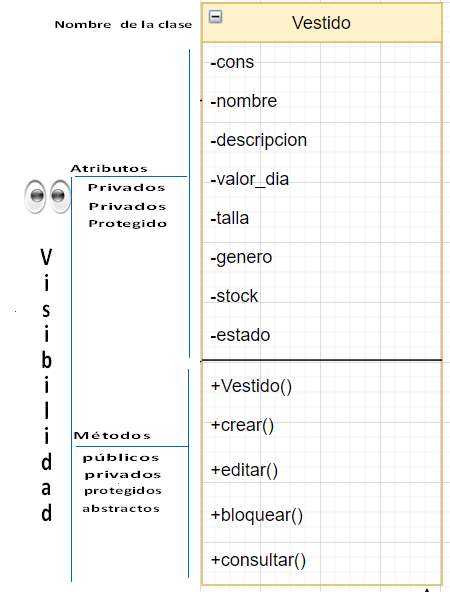 Nombre de la clase
Vestido
-cons
-nombre
-descripcion
-valor_dia
-talla
-genero
-stock
-estado
+Vestido()
+crear()
+editar()
+bloquear()
+consultar()
Atributos
Privados
Privados
Protegido
Visibilidad
Métodos
públicos
privados
protegidos
abstractos